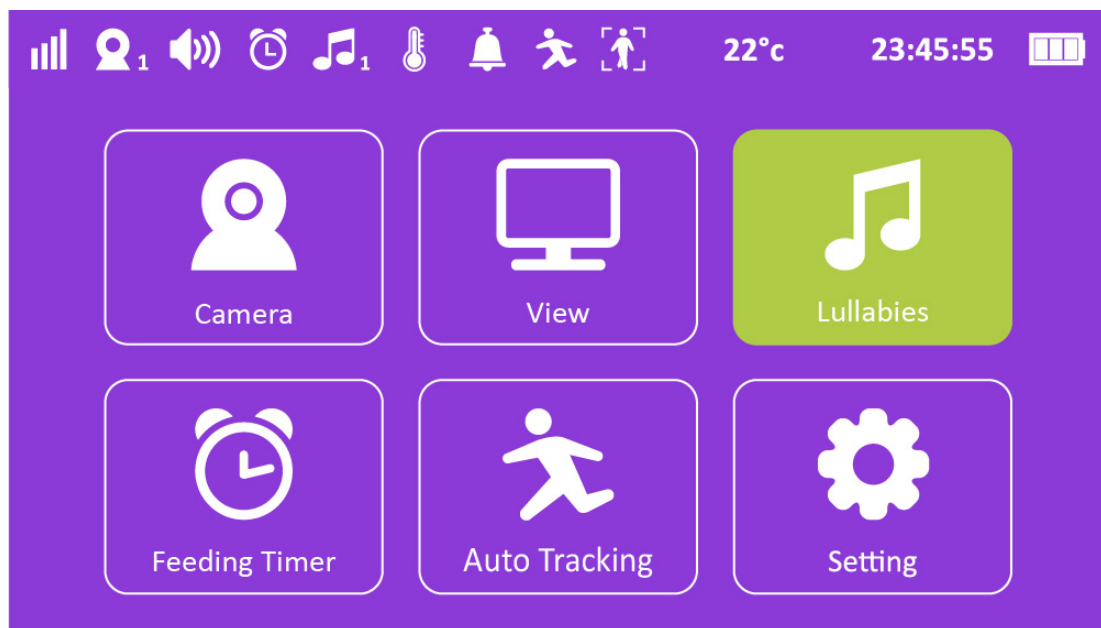 1 1 22°c 23:45:55
Camera View Lullabies
Feeding Timer Auto Tracking Setting